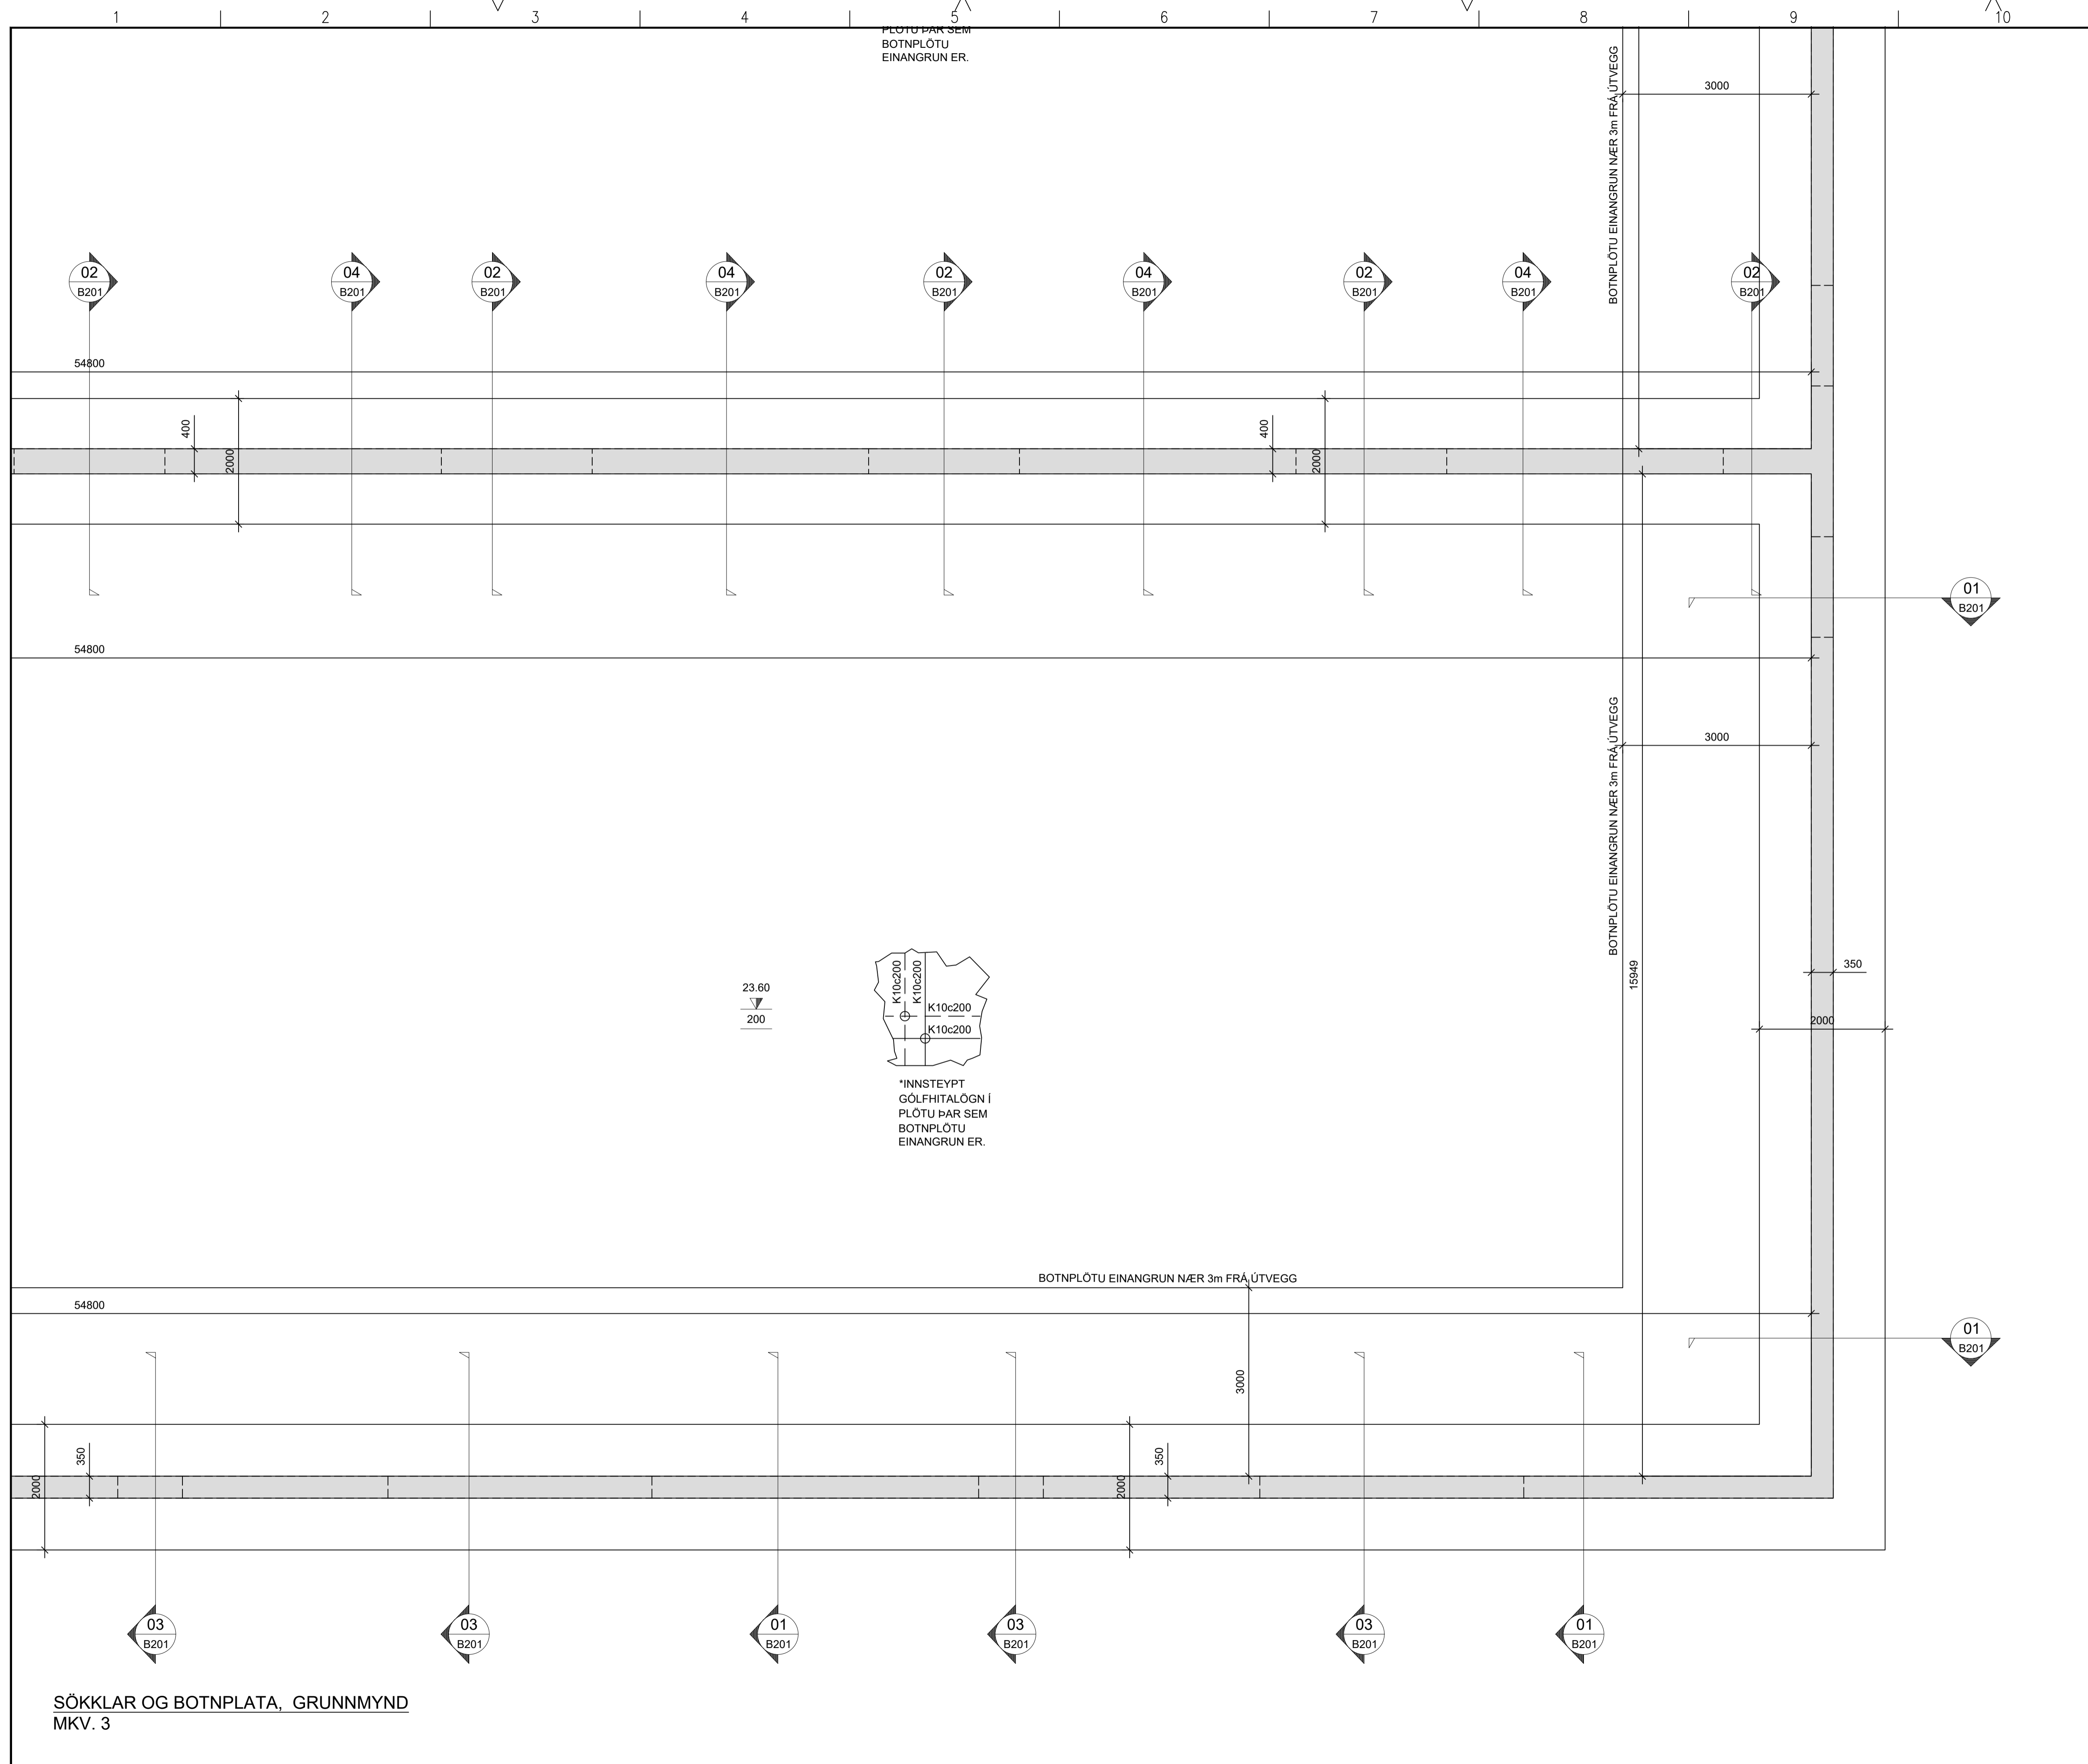 1 2 3 4 5 6 7 8 9 10
PLÖTU ÞAR SEM
BOTNPLÖTU
EINANGRUN ER.
BOTNPLÖTU EINANGRUN NÆR 3m FRÁ ÚTVEGG
3000
02
B201
04
B201
02
B201
04
B201
02
B201
04
B201
02
B201
04
B201
02
B201
54800
400
2000
400
2000
01
B201
54800
BOTNPLÖTU EINANGRUN NÆR 3m FRÁ ÚTVEGG
3000
15949
350
2000
23.60
200
K10c200
K10c200
K10c200
K10c200
*INNSTEYPT
GÓLFHITALÖGN Í
PLÖTU ÞAR SEM
BOTNPLÖTU
EINANGRUN ER.
BOTNPLÖTU EINANGRUN NÆR 3m FRÁ ÚTVEGG
54800
01
B201
3000
2000
350
2000
350
03
B201
03
B201
01
B201
03
B201
03
B201
01
B201
SÖKKLAR OG BOTNPLATA, GRUNNMYND
MKV. 3